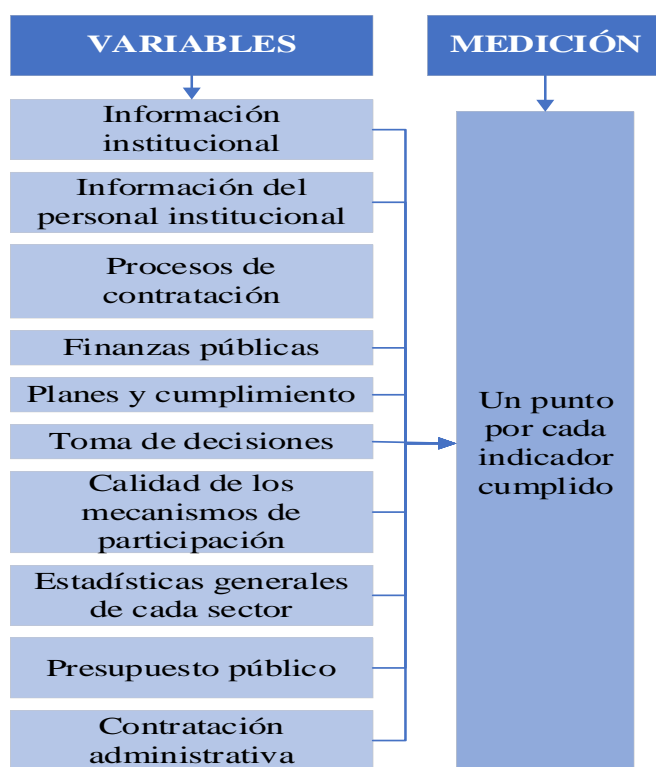 VARIABLES
Información
institucional
Información del
personal institucional
Procesos de
contratación
Finanzas públicas
Planes y cumplimiento
Toma de decisiones
Calidad de los
mecanismos de
participación
Estadísticas generales
de cada sector
Presupuesto público
Contratación
administrativa
MEDICIÓN
Un punto
por cada
indicador
cumplido